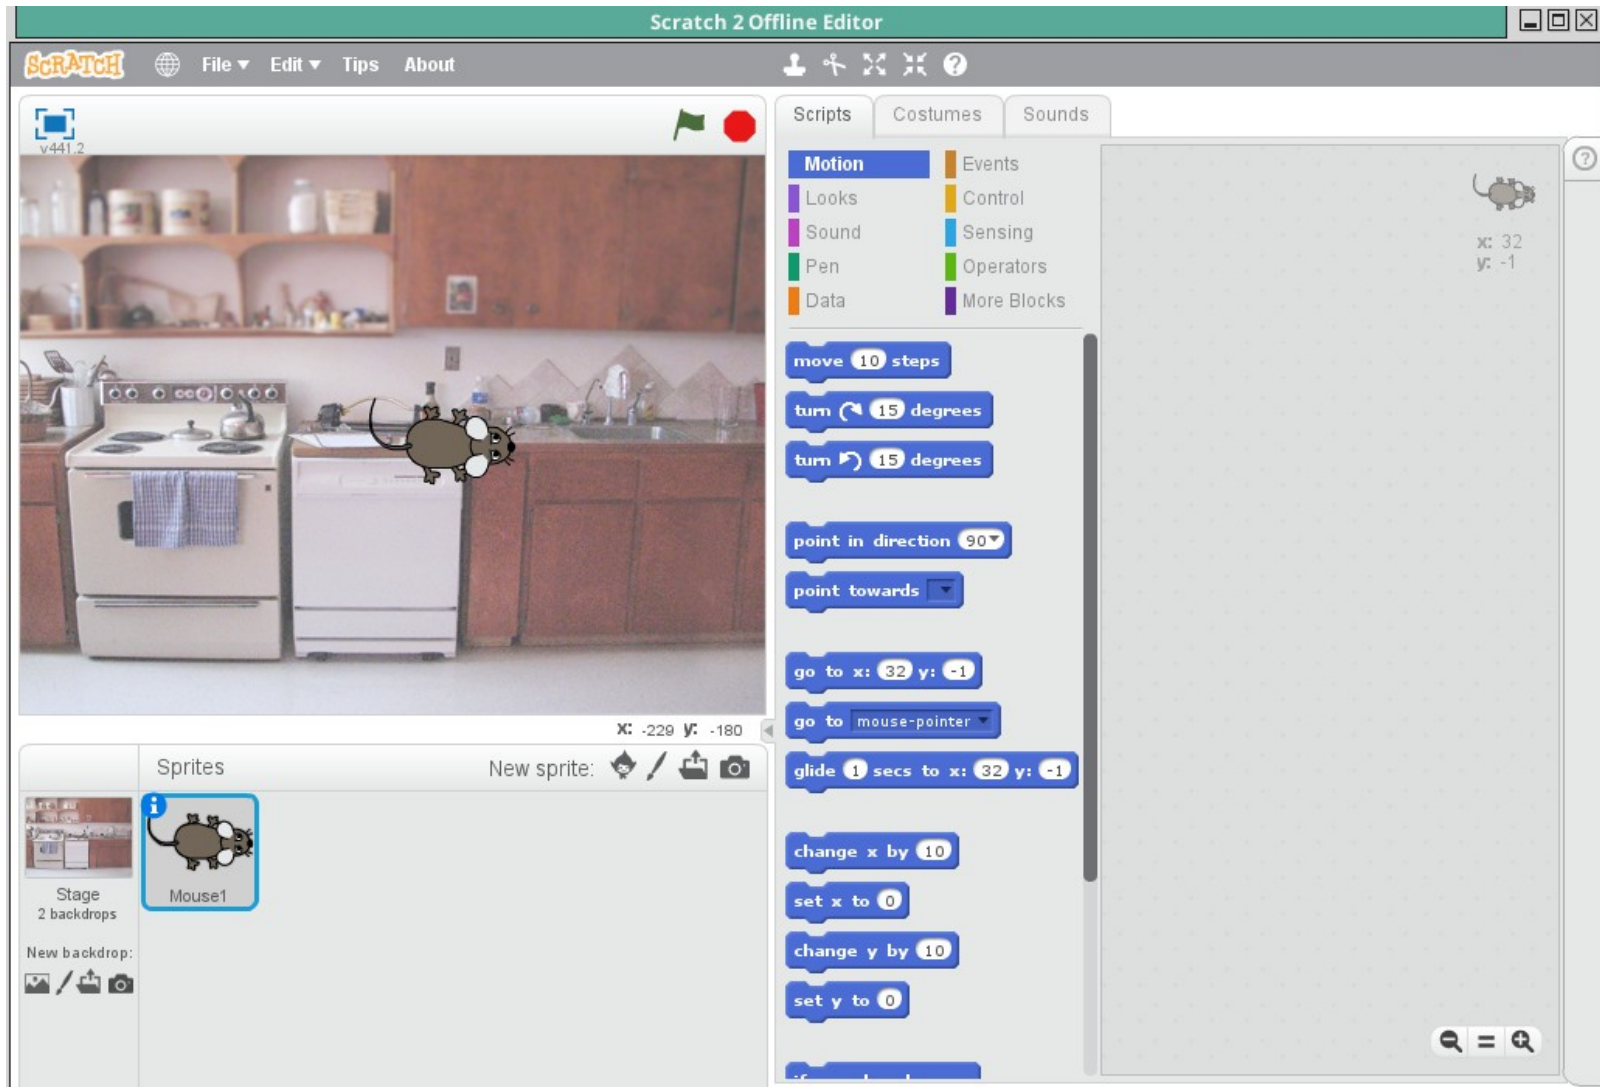 Scratch 2 Offline Editor
SCRATCH File Edit Tips About
v441.2
Scripts Costumes Sounds
Motion Events
Looks Control
Sound Sensing
Pen Operators
Data More Blocks
x: 32
y: -1
move 10 steps
turn 15 degrees
turn 15 degrees
point in direction 90
point towards
go to x: 32 y: -1
go to mouse-pointer
glide 1 secs to x: 32 y: -1
change x by 10
set x to 0
change y by 10
set y to 0
X: -229 y: -180
Sprites New sprite:
Stage
2 backdrops
New backdrop:
Mouse1